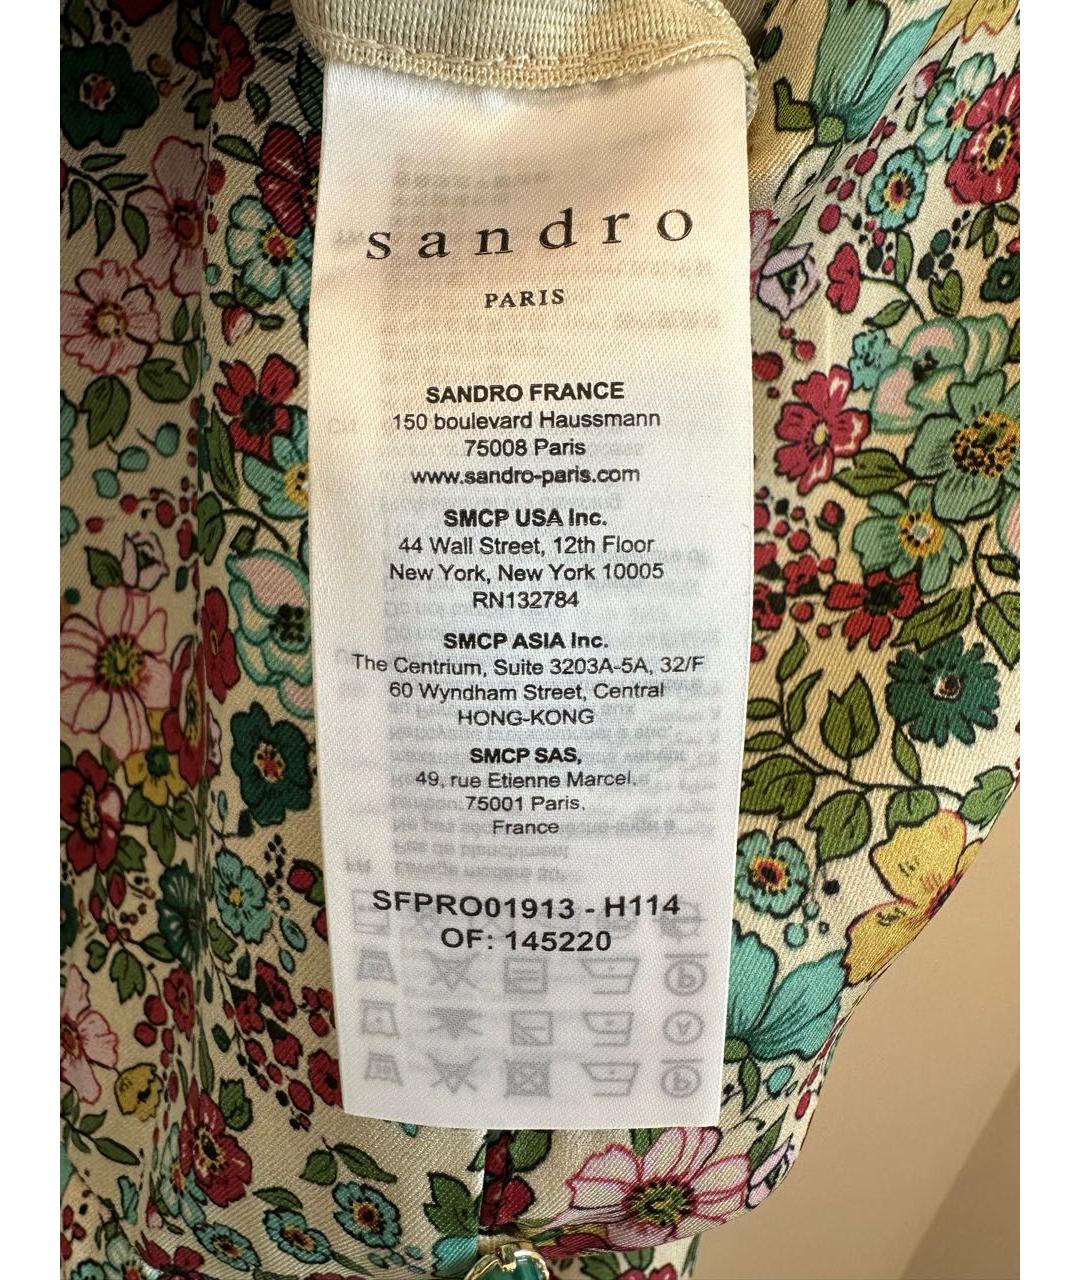 sandro
PARIS
SANDRO FRANCE
150 boulevard Haussmann
75008 Paris
www.sandro-paris.com
SMCP USA Inc.
44 Wall Street, 12th Floor
New York, New York 10005
RN132784
SMCP ASIA Inc.
The Centrium, Suite 3203A-5A, 32/F
60 Wyndham Street, Central
HONG-KONG
SMCP SAS,
49, rue Etienne Marcel,
75001 Paris,
France
SFPRO01913 - H114
OF: 145220